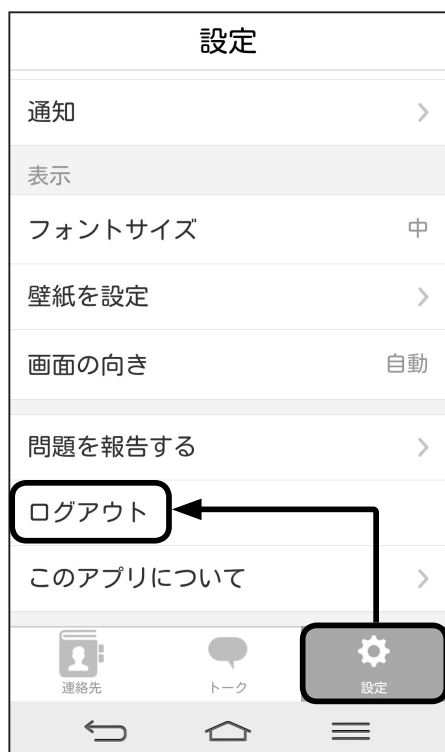 設定
通知
表示
フォントサイズ 中
壁紙を設定
画面の向き 自動
問題を報告する
ログアウト
このアプリについて
連絡先 トーク 設定